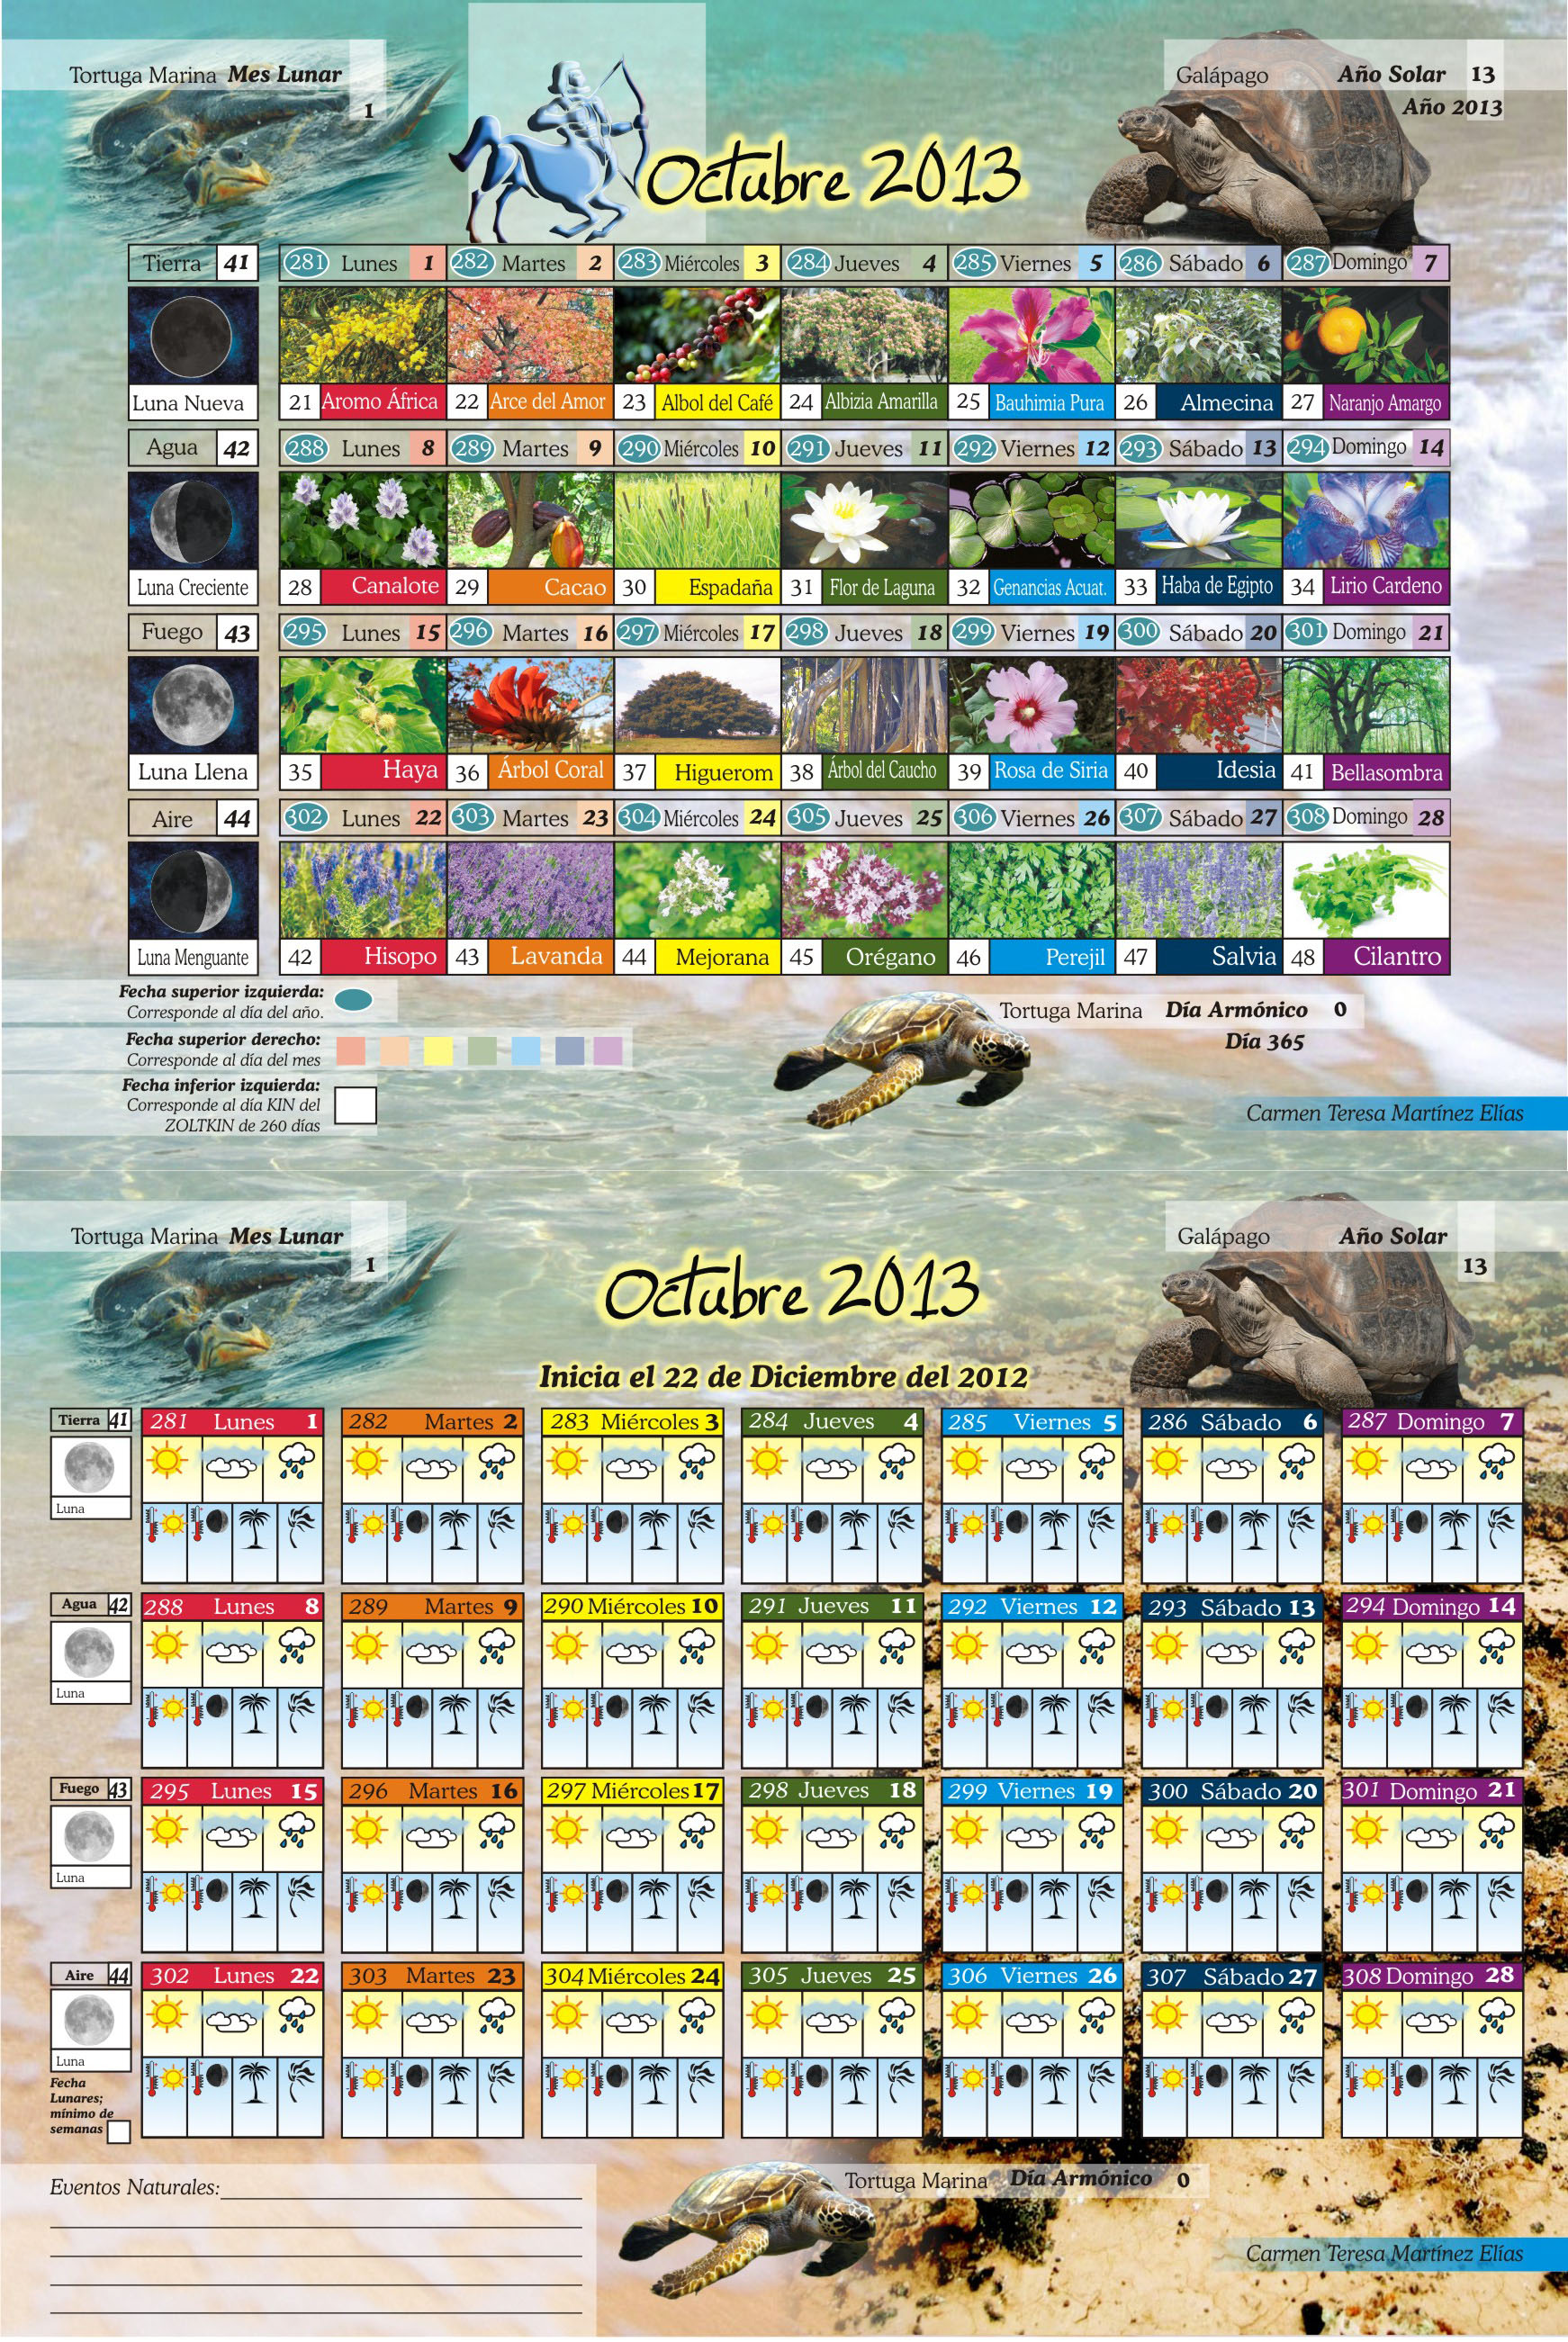 Tortuga Marina Mes Lunar
1
Galápago Año Solar 13
Año 2013
Octubre 2013
Tierra 41 281 Lunes 1 282 Martes 2 283 Miércoles 3 284 Jueves 4 285 Viernes 5 286 Sábado 6 287 Domingo 7
Luna Nueva 21 Aromo África 22 Arce del Amor 23 Albol del Café 24 Albizia Amarilla 25 Bauhimia Pura 26 Almecina 27 Naranjo Amargo
Agua 42 288 Lunes 8 289 Martes 9 290 Miércoles 10 291 Jueves 11 292 Viernes 12 293 Sábado 13 294 Domingo 14
Luna Creciente 28 Canalote 29 Cacao 30 Espadaña 31 Flor de Laguna 32 Genancias Acuat. 33 Haba de Egipto 34 Lirio Cardeno
Fuego 43 295 Lunes 15 296 Martes 16 297 Miércoles 17 298 Jueves 18 299 Viernes 19 300 Sábado 20 301 Domingo 21
Luna Llena 35 Haya 36 Árbol Coral 37 Higuerom 38 Árbol del Caucho 39 Rosa de Siria 40 Idesia 41 Bellasombra
Aire 44 302 Lunes 22 303 Martes 23 304 Miércoles 24 305 Jueves 25 306 Viernes 26 307 Sábado 27 308 Domingo 28
Luna Menguante 42 Hisopo 43 Lavanda 44 Mejorana 45 Orégano 46 Perejil 47 Salvia 48 Cilantro
Fecha superior izquierda:
Corresponde al día del año.
Fecha superior derecho:
Corresponde al día del mes
Fecha inferior izquierda:
Corresponde al día KIN del
ZOLTKIN de 260 días
Tortuga Marina Día Armónico 0
Día 365
Carmen Teresa Martínez Elías
Tortuga Marina Mes Lunar
1
Galápago Año Solar
13
Octubre 2013
Inicia el 22 de Diciembre del 2012
Tierra 41 281 Lunes 1 282 Martes 2 283 Miércoles 3 284 Jueves 4 285 Viernes 5 286 Sábado 6 287 Domingo 7
Luna
Agua 42 288 Lunes 8 289 Martes 9 290 Miércoles 10 291 Jueves 11 292 Viernes 12 293 Sábado 13 294 Domingo 14
Luna
Fuego 43 295 Lunes 15 296 Martes 16 297 Miércoles 17 298 Jueves 18 299 Viernes 19 300 Sábado 20 301 Domingo 21
Luna
Aire 44 302 Lunes 22 303 Martes 23 304 Miércoles 24 305 Jueves 25 306 Viernes 26 307 Sábado 27 308 Domingo 28
Luna
Fecha
Lunares;
mínimo de
semanas
Eventos Naturales:
Tortuga Marina Día Armónico 0
Carmen Teresa Martínez Elías